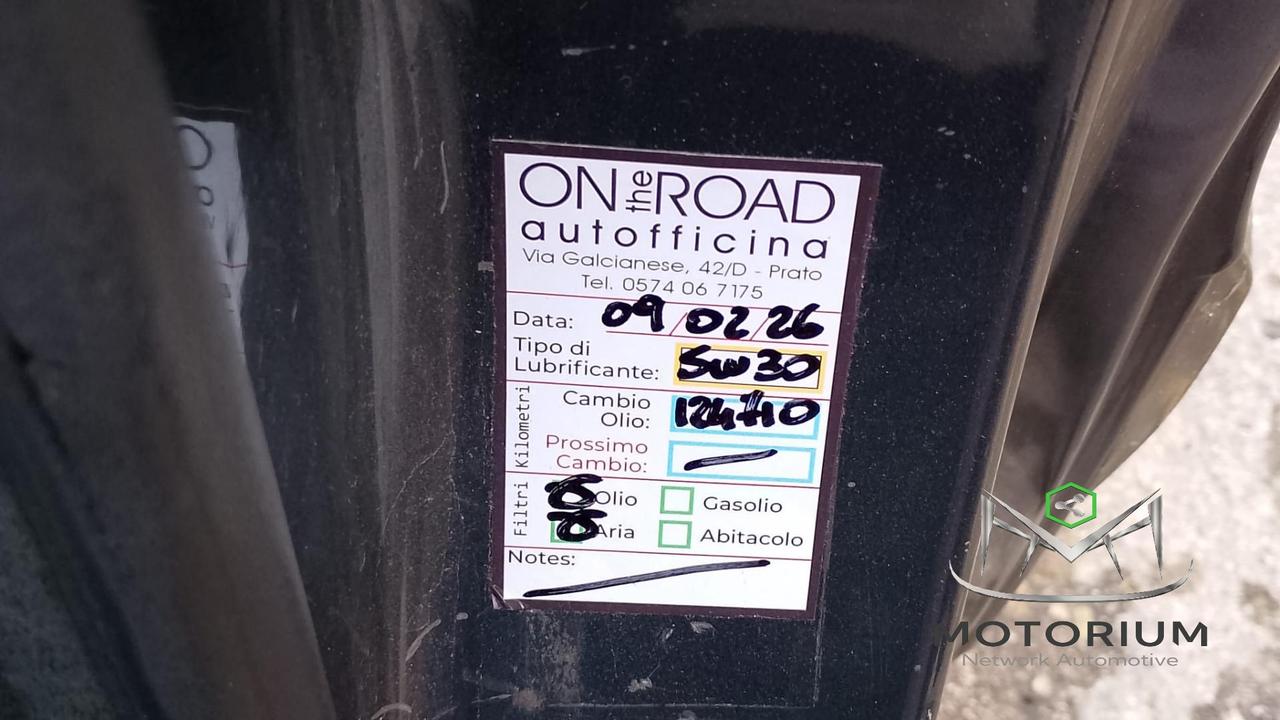 ON the ROAD
autofficina
Via Galcianese, 42/D - Prato
Tel. 0574 06 7175
Data: 09/02/26
Tipo di Lubrificante: 5w30
Kilometri
Cambio Olio: 124710
Prossimo Cambio: —
Filtri
Olio
Gasolio
Aria
Abitacolo
Notes:
MOTORIUM
Network Automotive